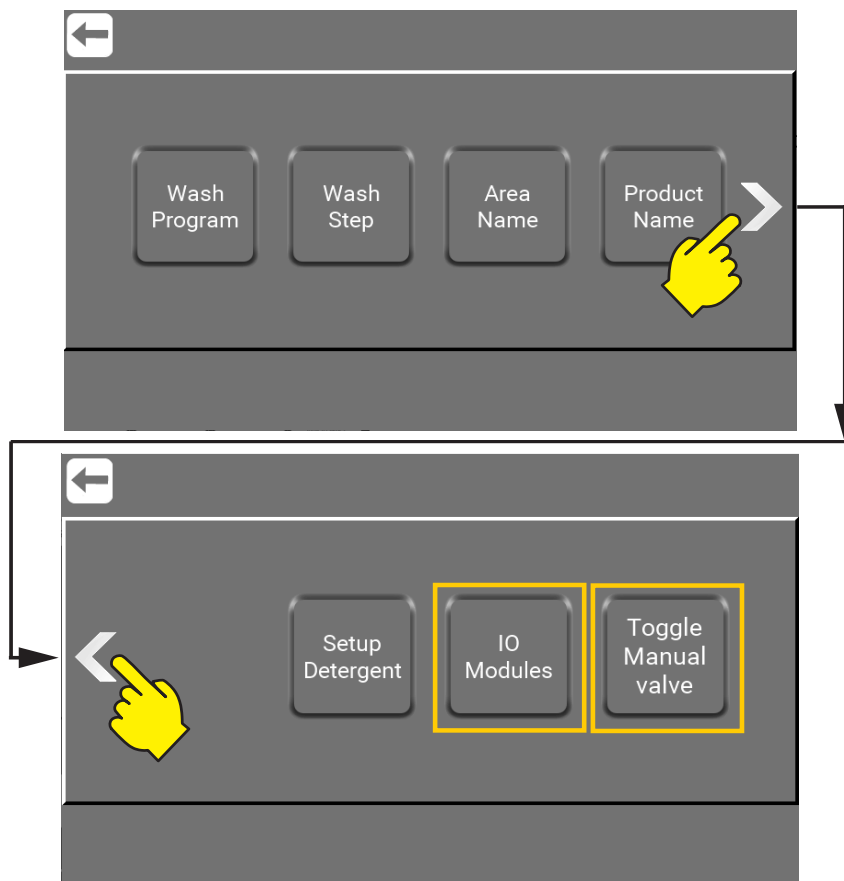 Wash
Program
Wash
Step
Area
Name
Product
Name
Setup
Detergent
IO
Modules
Toggle
Manual
valve